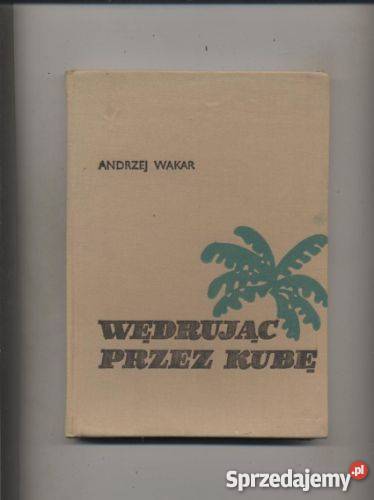 ANDRZEJ WAKAR
WĘDRUJĄC
PRZEZ KUBĘ
Sprzedajemy.pl